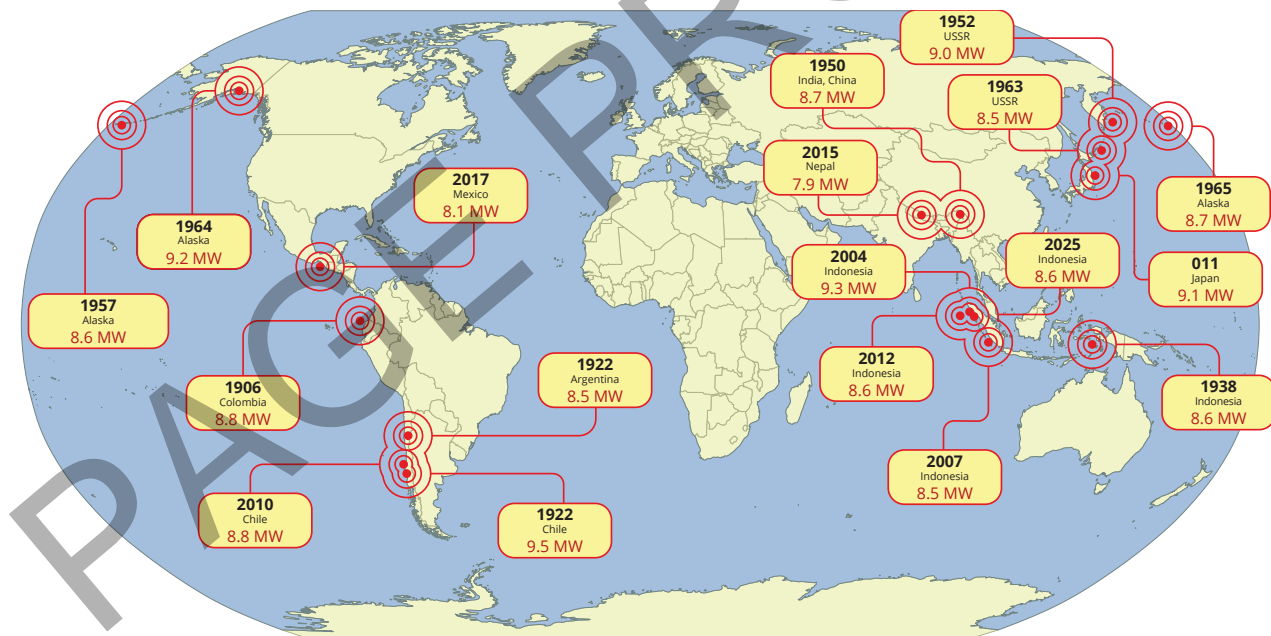 1952
USSR
9.0 MW
1950
India, China
8.7 MW
1963
USSR
8.5 MW
2015
Nepal
7.9 MW
2017
Mexico
8.1 MW
1965
Alaska
8.7 MW
1964
Alaska
9.2 MW
2004
Indonesia
9.3 MW
2025
Indonesia
8.6 MW
011
Japan
9.1 MW
1957
Alaska
8.6 MW
1922
Argentina
8.5 MW
2012
Indonesia
8.6 MW
1906
Colombia
8.8 MW
1938
Indonesia
8.6 MW
2007
Indonesia
8.5 MW
2010
Chile
8.8 MW
1922
Chile
9.5 MW
PAGE PR